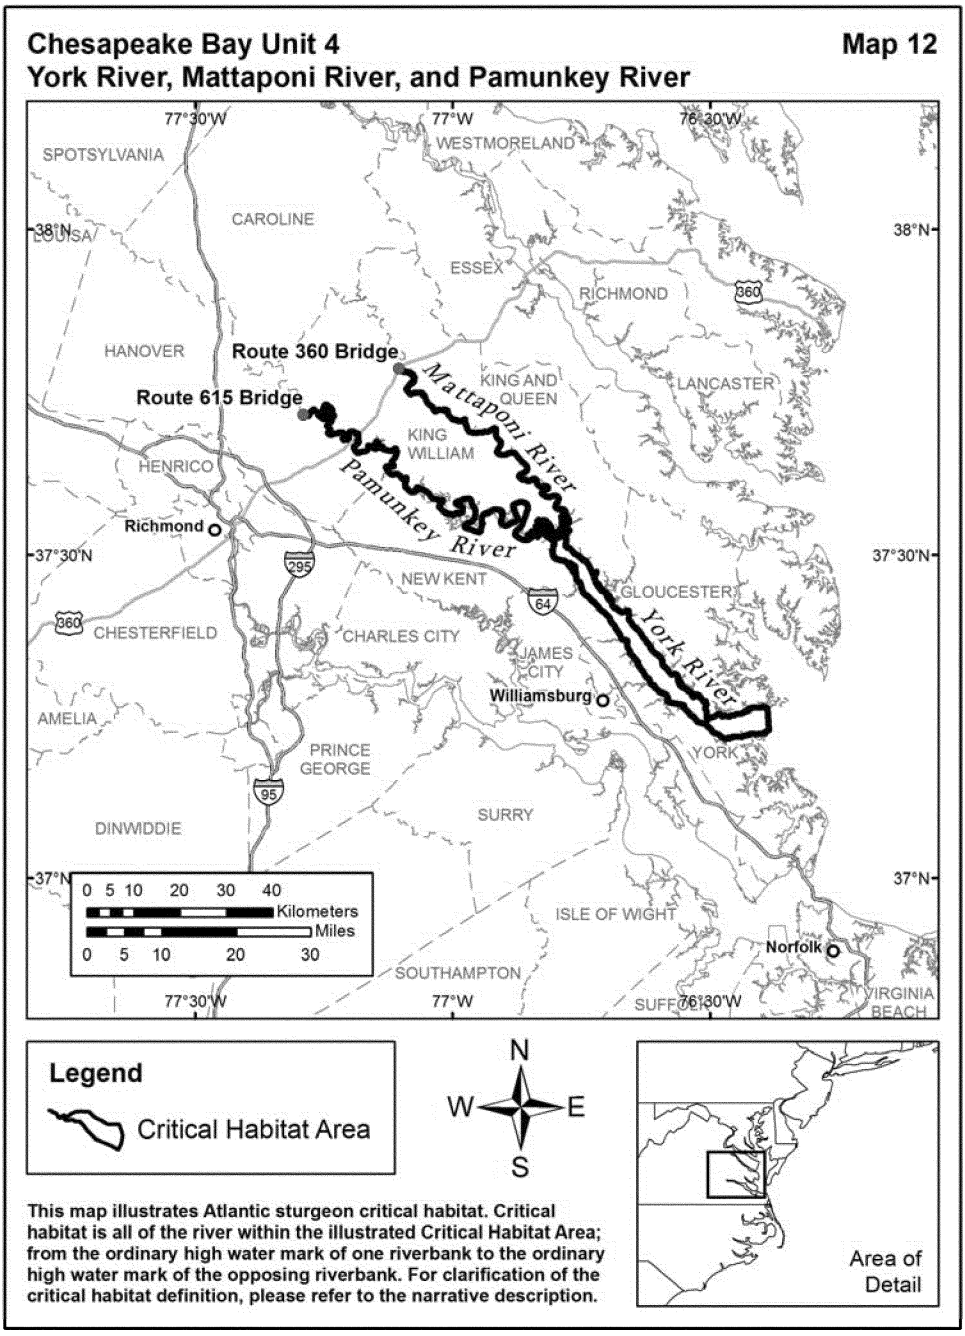 Chesapeake Bay Unit 4
Map 12
York River, Mattaponi River, and Pamunkey River
77°30'W
77°W
76°30'W
WESTMORELAND
SPOTSYLVANIA
CAROLINE
38°N
38°N
LOUISA
ESSEX
RICHMOND
360
HANOVER
Route 360 Bridge
KING AND
QUEEN
LANCASTER
Route 615 Bridge
Mattaponi River
KING
WILLIAM
HENRICO
Pamunkey River
Richmond
37°30'N
295
NEW KENT
64
GLOUCESTER
360
CHESTERFIELD
CHARLES CITY
York River
JAMES
CITY
Williamsburg
AMELIA
YORK
PRINCE
GEORGE
95
SURRY
DINWIDDIE
37°N
37°N
0 5 10 20 30 40
Kilometers
Miles
0 5 10 20 30
ISLE OF WIGHT
Norfolk
SOUTHAMPTON
SUFFOLK
VIRGINIA
BEACH
77°30'W
77°W
76°30'W
Legend
Critical Habitat Area
N
W
E
S
This map illustrates Atlantic sturgeon critical habitat. Critical
habitat is all of the river within the illustrated Critical Habitat Area;
from the ordinary high water mark of one riverbank to the ordinary
high water mark of the opposing riverbank. For clarification of the
critical habitat definition, please refer to the narrative description.
Area of
Detail